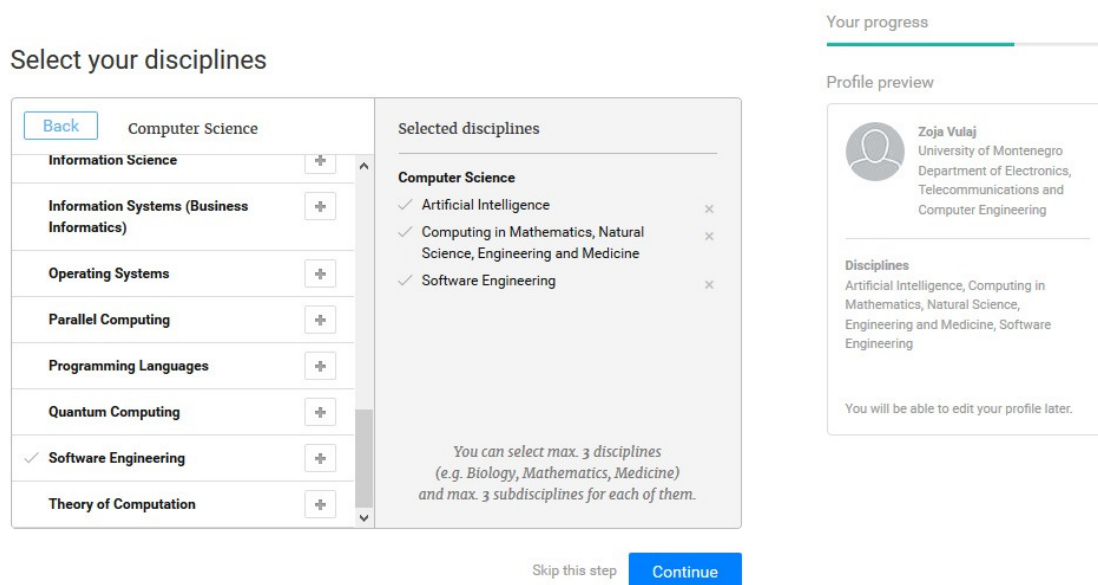 Select your disciplines
Back
Computer Science
Information Science
Information Systems (Business
Informatics)
Operating Systems
Parallel Computing
Programming Languages
Quantum Computing
Software Engineering
Theory of Computation
Selected disciplines
Computer Science
Artificial Intelligence
Computing in Mathematics, Natural
Science, Engineering and Medicine
Software Engineering
You can select max. 3 disciplines
(e.g. Biology, Mathematics, Medicine)
and max. 3 subdisciplines for each of them.
Skip this step
Continue
Your progress
Profile preview
Zoja Vulaj
University of Montenegro
Department of Electronics,
Telecommunications and
Computer Engineering
Disciplines
Artificial Intelligence, Computing in
Mathematics, Natural Science,
Engineering and Medicine, Software
Engineering
You will be able to edit your profile later.